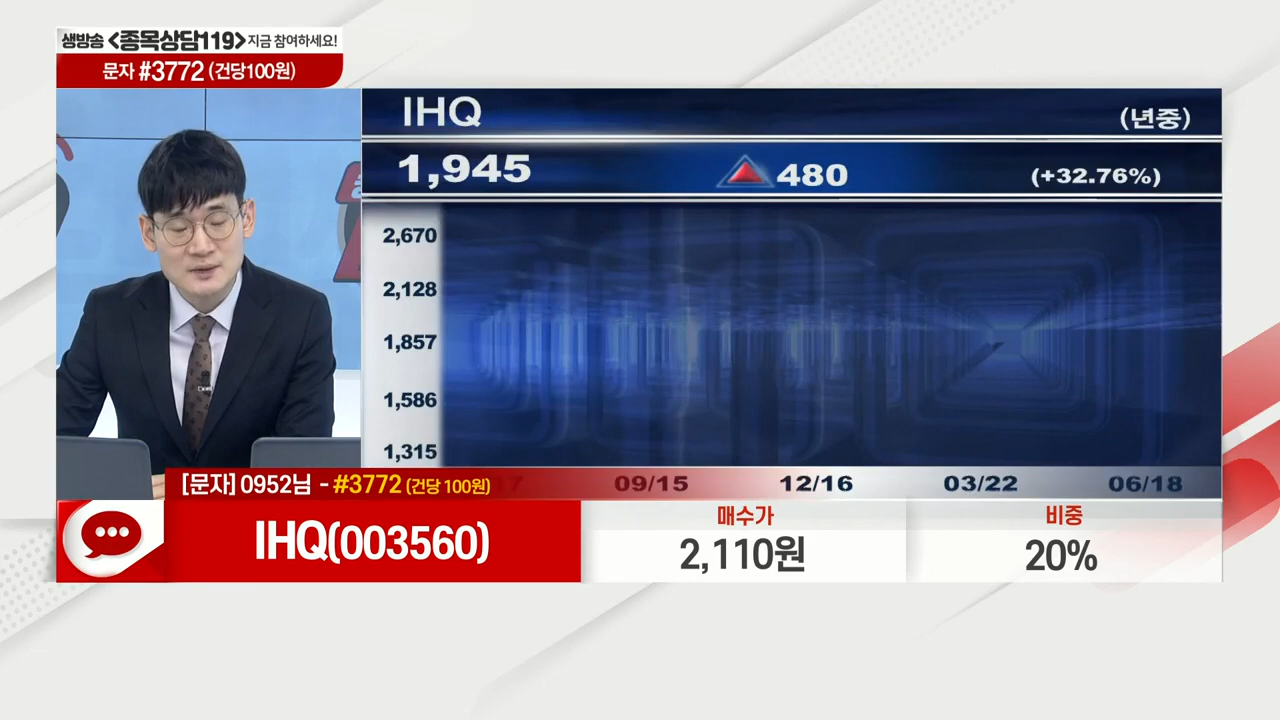 생방송 <종목상담119> 지금 참여하세요!
문자 #3772 (건당100원)
IHQ
(년중)
1,945
480
(+32.76%)
2,670
2,128
1,857
1,586
1,315
09/15 12/16 03/22 06/18
[문자] 0952님 - #3772 (건당 100원)
IHQ(003560)
매수가
2,110원
비중
20%